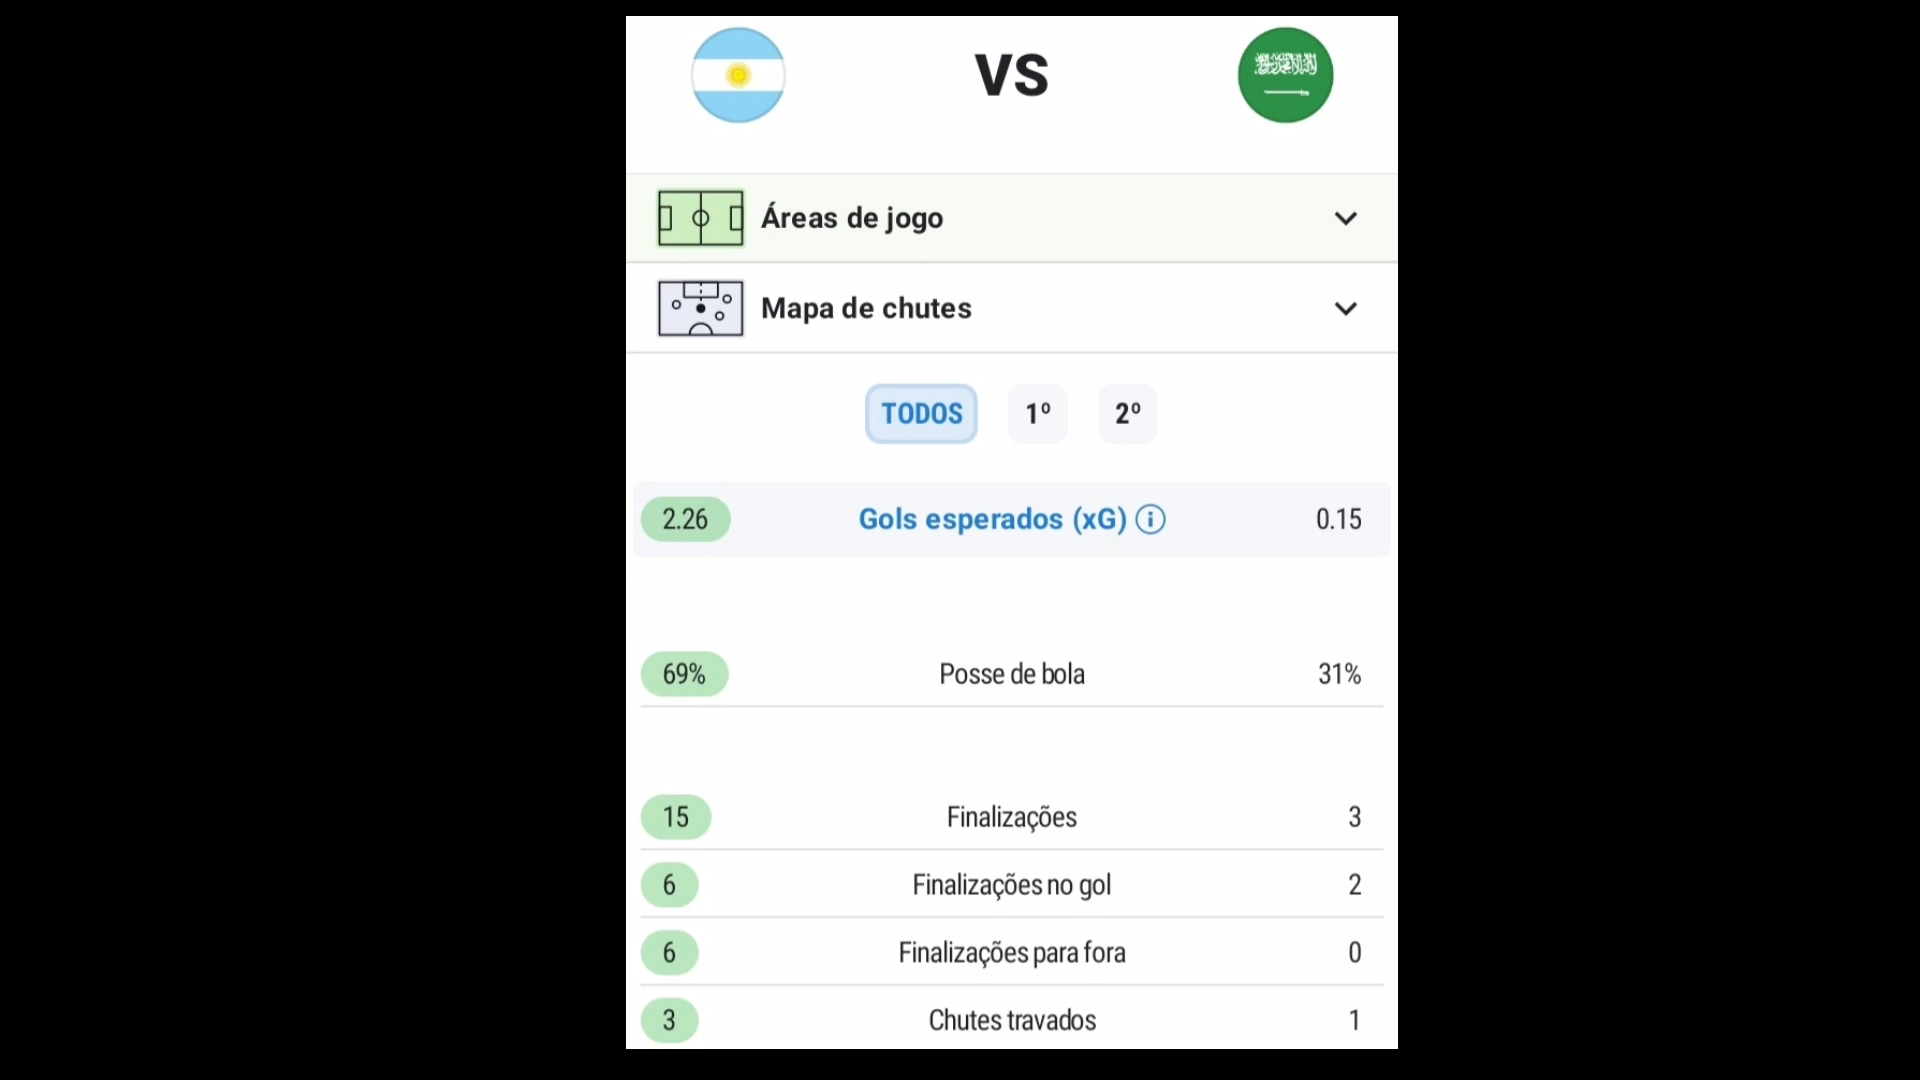 VS
Áreas de jogo
Mapa de chutes
TODOS 1º 2º
2.26 Gols esperados (xG) 0.15
69% Posse de bola 31%
15 Finalizações 3
6 Finalizações no gol 2
6 Finalizações para fora 0
3 Chutes travados 1